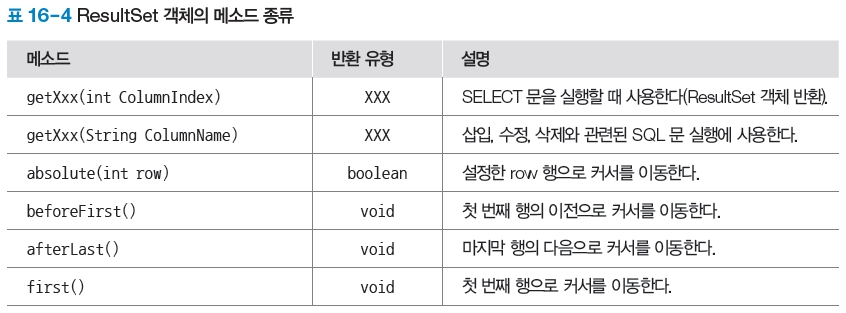 표 16-4 ResultSet 객체의 메소드 종류
메소드 반환 유형 설명
getXxx(int ColumnIndex) XXX SELECT 문을 실행할 때 사용한다(ResultSet 객체 반환).
getXxx(String ColumnName) XXX 삽입, 수정, 삭제와 관련된 SQL 문 실행에 사용한다.
absolute(int row) boolean 설정한 row 행으로 커서를 이동한다.
beforeFirst() void 첫 번째 행의 이전으로 커서를 이동한다.
afterLast() void 마지막 행의 다음으로 커서를 이동한다.
first() void 첫 번째 행으로 커서를 이동한다.